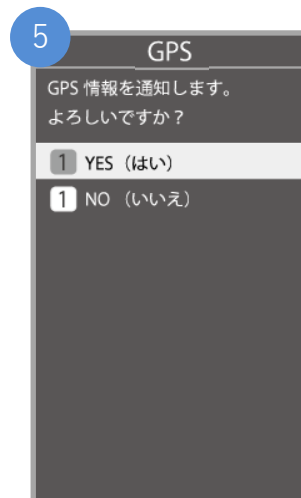 5
GPS
GPS 情報を通知します。
よろしいですか？
1 YES（はい）
1 NO （いいえ）